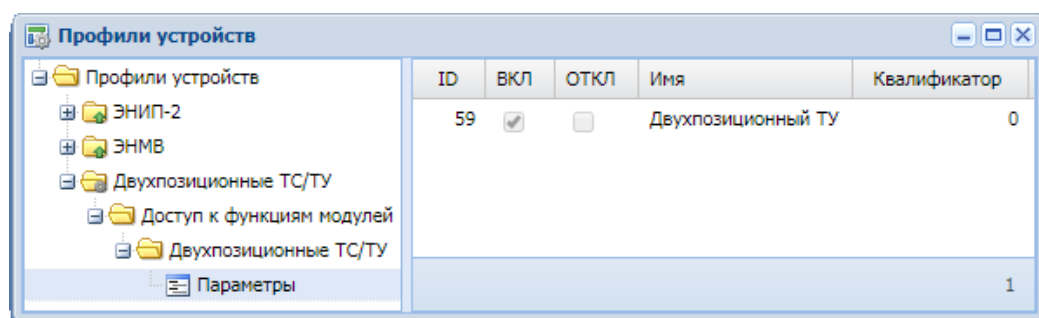 Профили устройств
Профили устройств
ЭНИП-2
ЭНМВ
Двухпозиционные ТС/ТУ
Доступ к функциям модулей
Двухпозиционные ТС/ТУ
Параметры
ID ВКЛ ОТКЛ Имя Квалификатор
59 Двухпозиционный ТУ 0
1